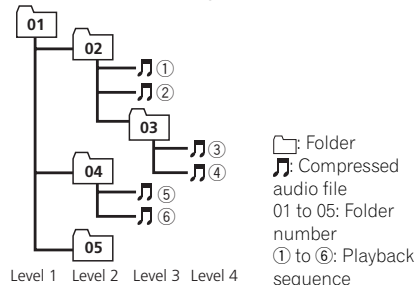 01
02
①
②
03
③
④
04
⑤
⑥
05
Level 1 Level 2 Level 3 Level 4
: Folder
: Compressed
audio file
01 to 05: Folder
number
① to ⑥: Playback
sequence